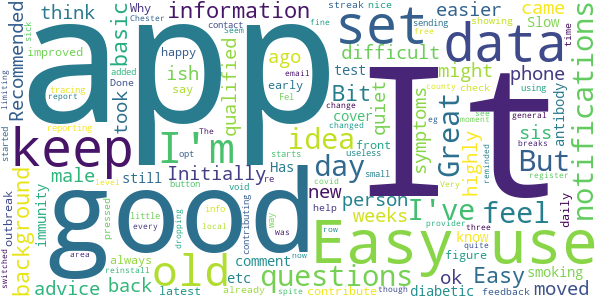 app
It
good
data
set
keep
Easy
use
I'm
idea
day
old
questions
I've
feel
Great
But
notifications
information
Recommended
think
Done
basic
Why
Chester
improved
sick
took
ish
say
happy
added
qualified
ago
early
Fel
contact
streak
nice
easier
came
Slow
difficult
Bit
test
cover
front
opt
quiet
symptoms
might
phone
antibody
time
showing
free
sending
fine
seem
email
change
changed
eg
county
check
see
moment
using
general
useless
register
limiting
report
tracing
reporting
started
background
male
still
Initially
Has
new
person
sis
highly
Very
reminded
breaks
daily
outbreak
immunity
level
button
void
starts
re
covid
small
weeks
know
quite
figure
provider
three
row
now
help
way
was
The
contributing
dropping
local
info
little
every
pressed
area
always
reinstall
advice
back
etc
comment
already
latest
spite
contribute
though
diabetic
ok
Easy
feedback
smoking
moved
switched